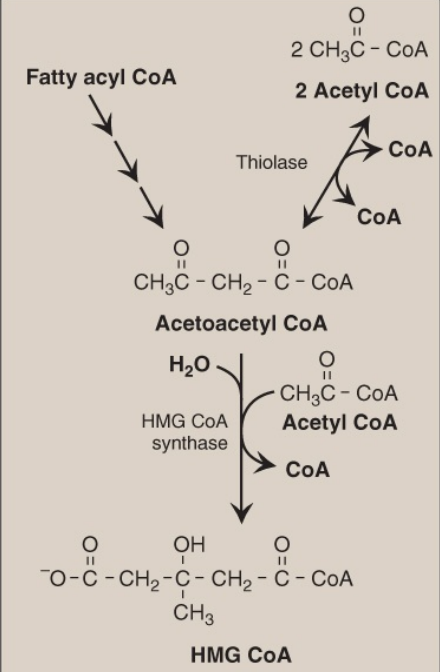 O
2 CH₃C - CoA
Fatty acyl CoA
2 Acetyl CoA
Thiolase
CoA
CoA
O O
CH₃C - CH₂ - C - CoA
Acetoacetyl CoA
H₂O
O
CH₃C - CoA
HMG CoA
synthase
Acetyl CoA
CoA
O OH O
⁻O - C - CH₂ - C - CH₂ - C - CoA
CH₃
HMG CoA